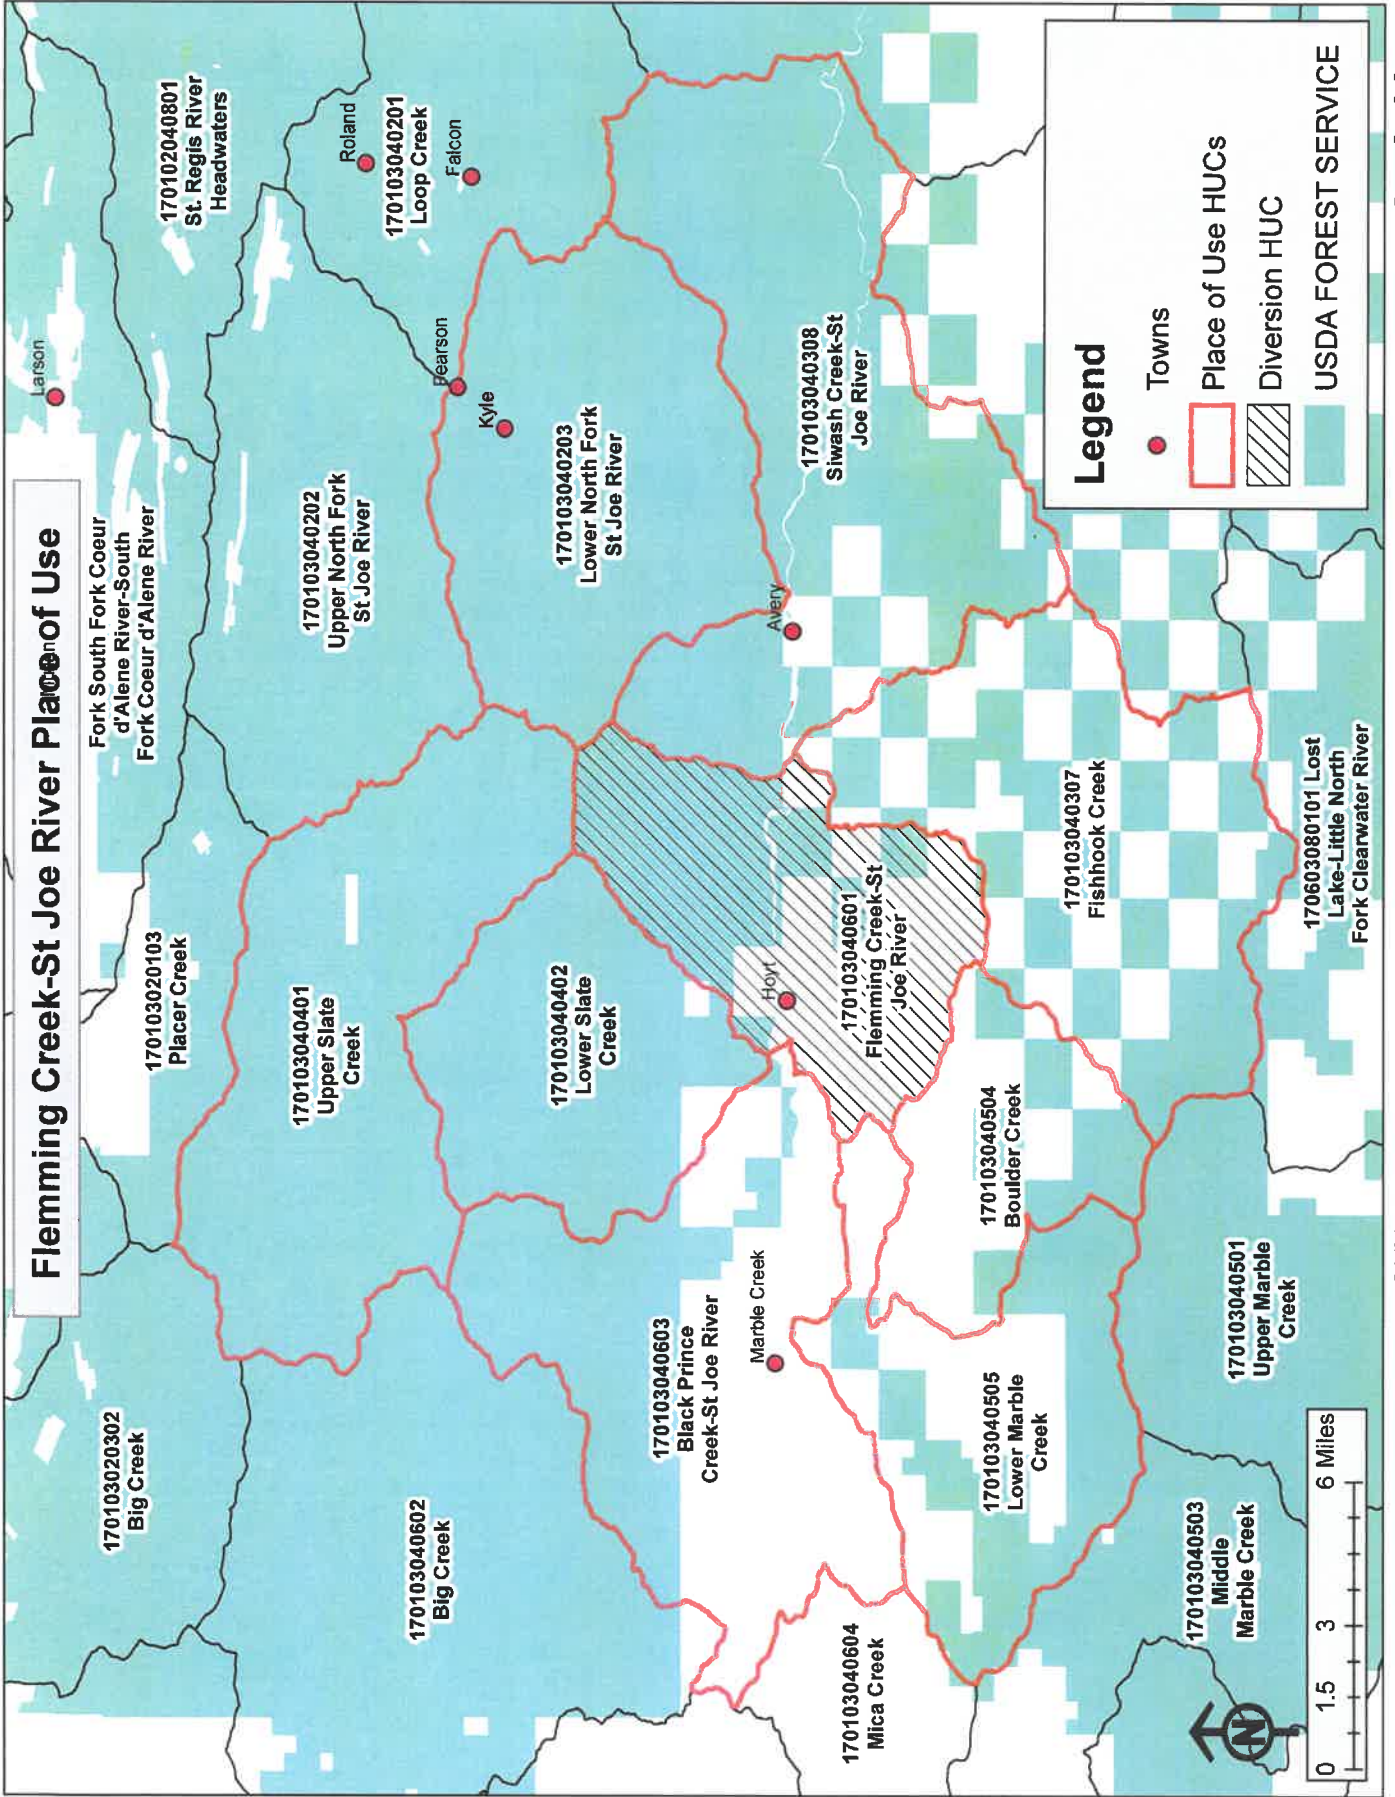 Flemming Creek-St Joe River Place of Use
Larson
Fork South Fork Coeur
d'Alene River-South
Fork Coeur d'Alene River
170102040801
St. Regis River
Headwaters
170103020302
Big Creek
170103020103
Placer Creek
Roland
170103040201
Loop Creek
Falcon
170103040401
Upper Slate
Creek
170103040202
Upper North Fork
St Joe River
Pearson
Kyle
170103040602
Big Creek
170103040402
Lower Slate
Creek
170103040203
Lower North Fork
St Joe River
170103040603
Black Prince
Creek-St Joe River
Marble Creek
Hoyt
Avery
170103040308
Siwash Creek-St
Joe River
170103040604
Mica Creek
170103040601
Flemming Creek-St
Joe River
170103040505
Lower Marble
Creek
170103040504
Boulder Creek
170103040307
Fishhook Creek
170103040503
Middle
Marble Creek
170103040501
Upper Marble
Creek
170603080101 Lost
Lake-Little North
Fork Clearwater River
Legend
Towns
Place of Use HUCs
Diversion HUC
USDA FOREST SERVICE
N
0 1.5 3 6 Miles